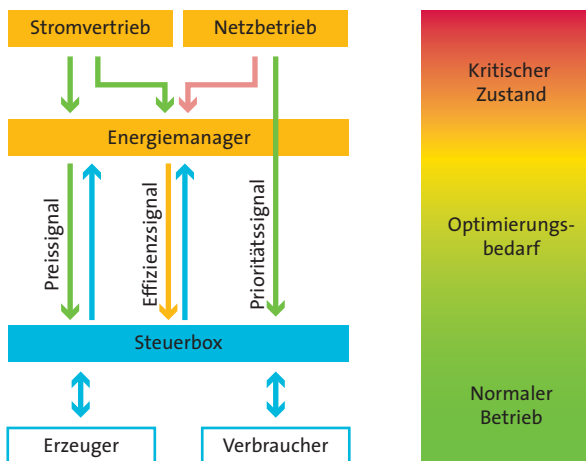 Stromvertrieb
Netzbetrieb
Energiemanager
Preissignal
Effizienzsignal
Prioritätssignal
Steuerbox
Erzeuger
Verbraucher
Kritischer
Zustand
Optimierungs-
bedarf
Normaler
Betrieb